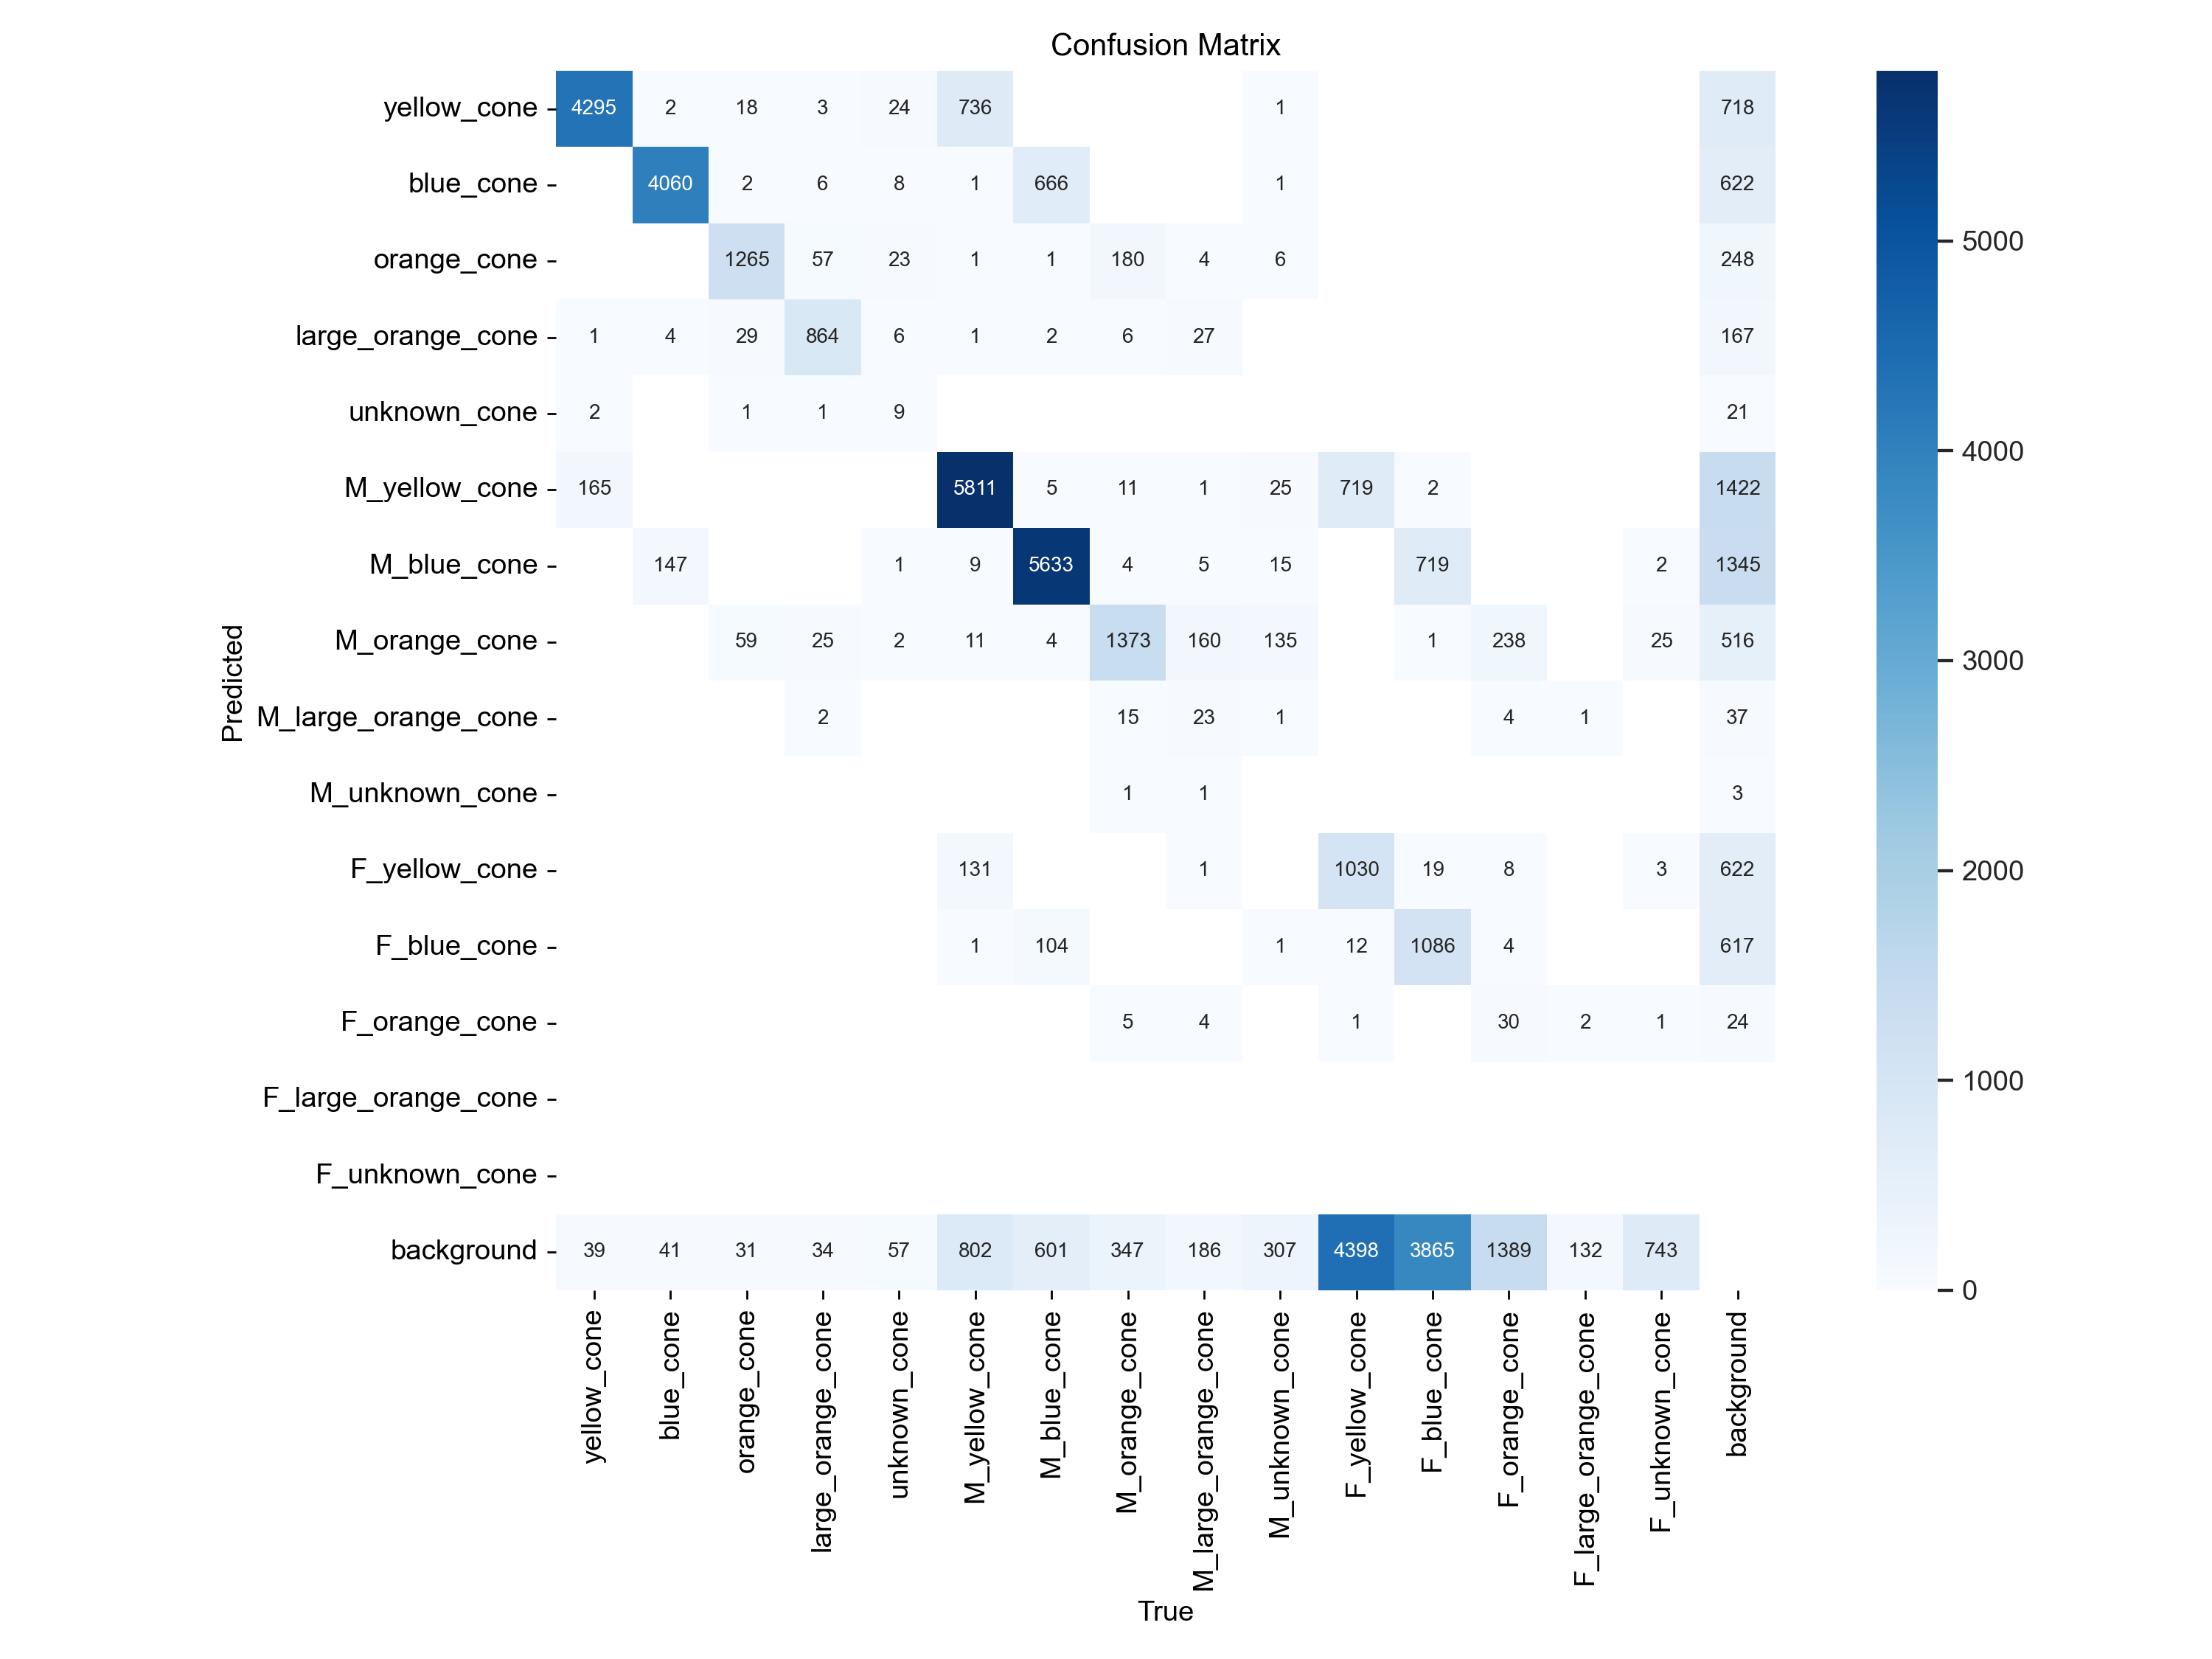 Confusion Matrix
yellow_cone 4295 2 18 3 24 736 1 718
blue_cone 4060 2 6 8 1 666 1 622
orange_cone 1265 57 23 1 1 180 4 6 248
large_orange_cone 1 4 29 864 6 1 2 6 27 167
unknown_cone 2 1 1 9 21
M_yellow_cone 165 5811 5 11 1 25 719 2 1422
M_blue_cone 147 1 9 5633 4 5 15 719 2 1345
M_orange_cone 59 25 2 11 4 1373 160 135 1 238 25 516
M_large_orange_cone 2 15 23 1 4 1 37
M_unknown_cone 1 1 3
F_yellow_cone 131 1 1030 19 8 3 622
F_blue_cone 1 104 1 12 1086 4 617
F_orange_cone 5 4 1 30 2 1 24
F_large_orange_cone
F_unknown_cone
background 39 41 31 34 57 802 601 347 186 307 4398 3865 1389 132 743
Predicted
yellow_cone
blue_cone
orange_cone
large_orange_cone
unknown_cone
M_yellow_cone
M_blue_cone
M_orange_cone
M_large_orange_cone
M_unknown_cone
F_yellow_cone
F_blue_cone
F_orange_cone
F_large_orange_cone
F_unknown_cone
background
True
5000
4000
3000
2000
1000
0